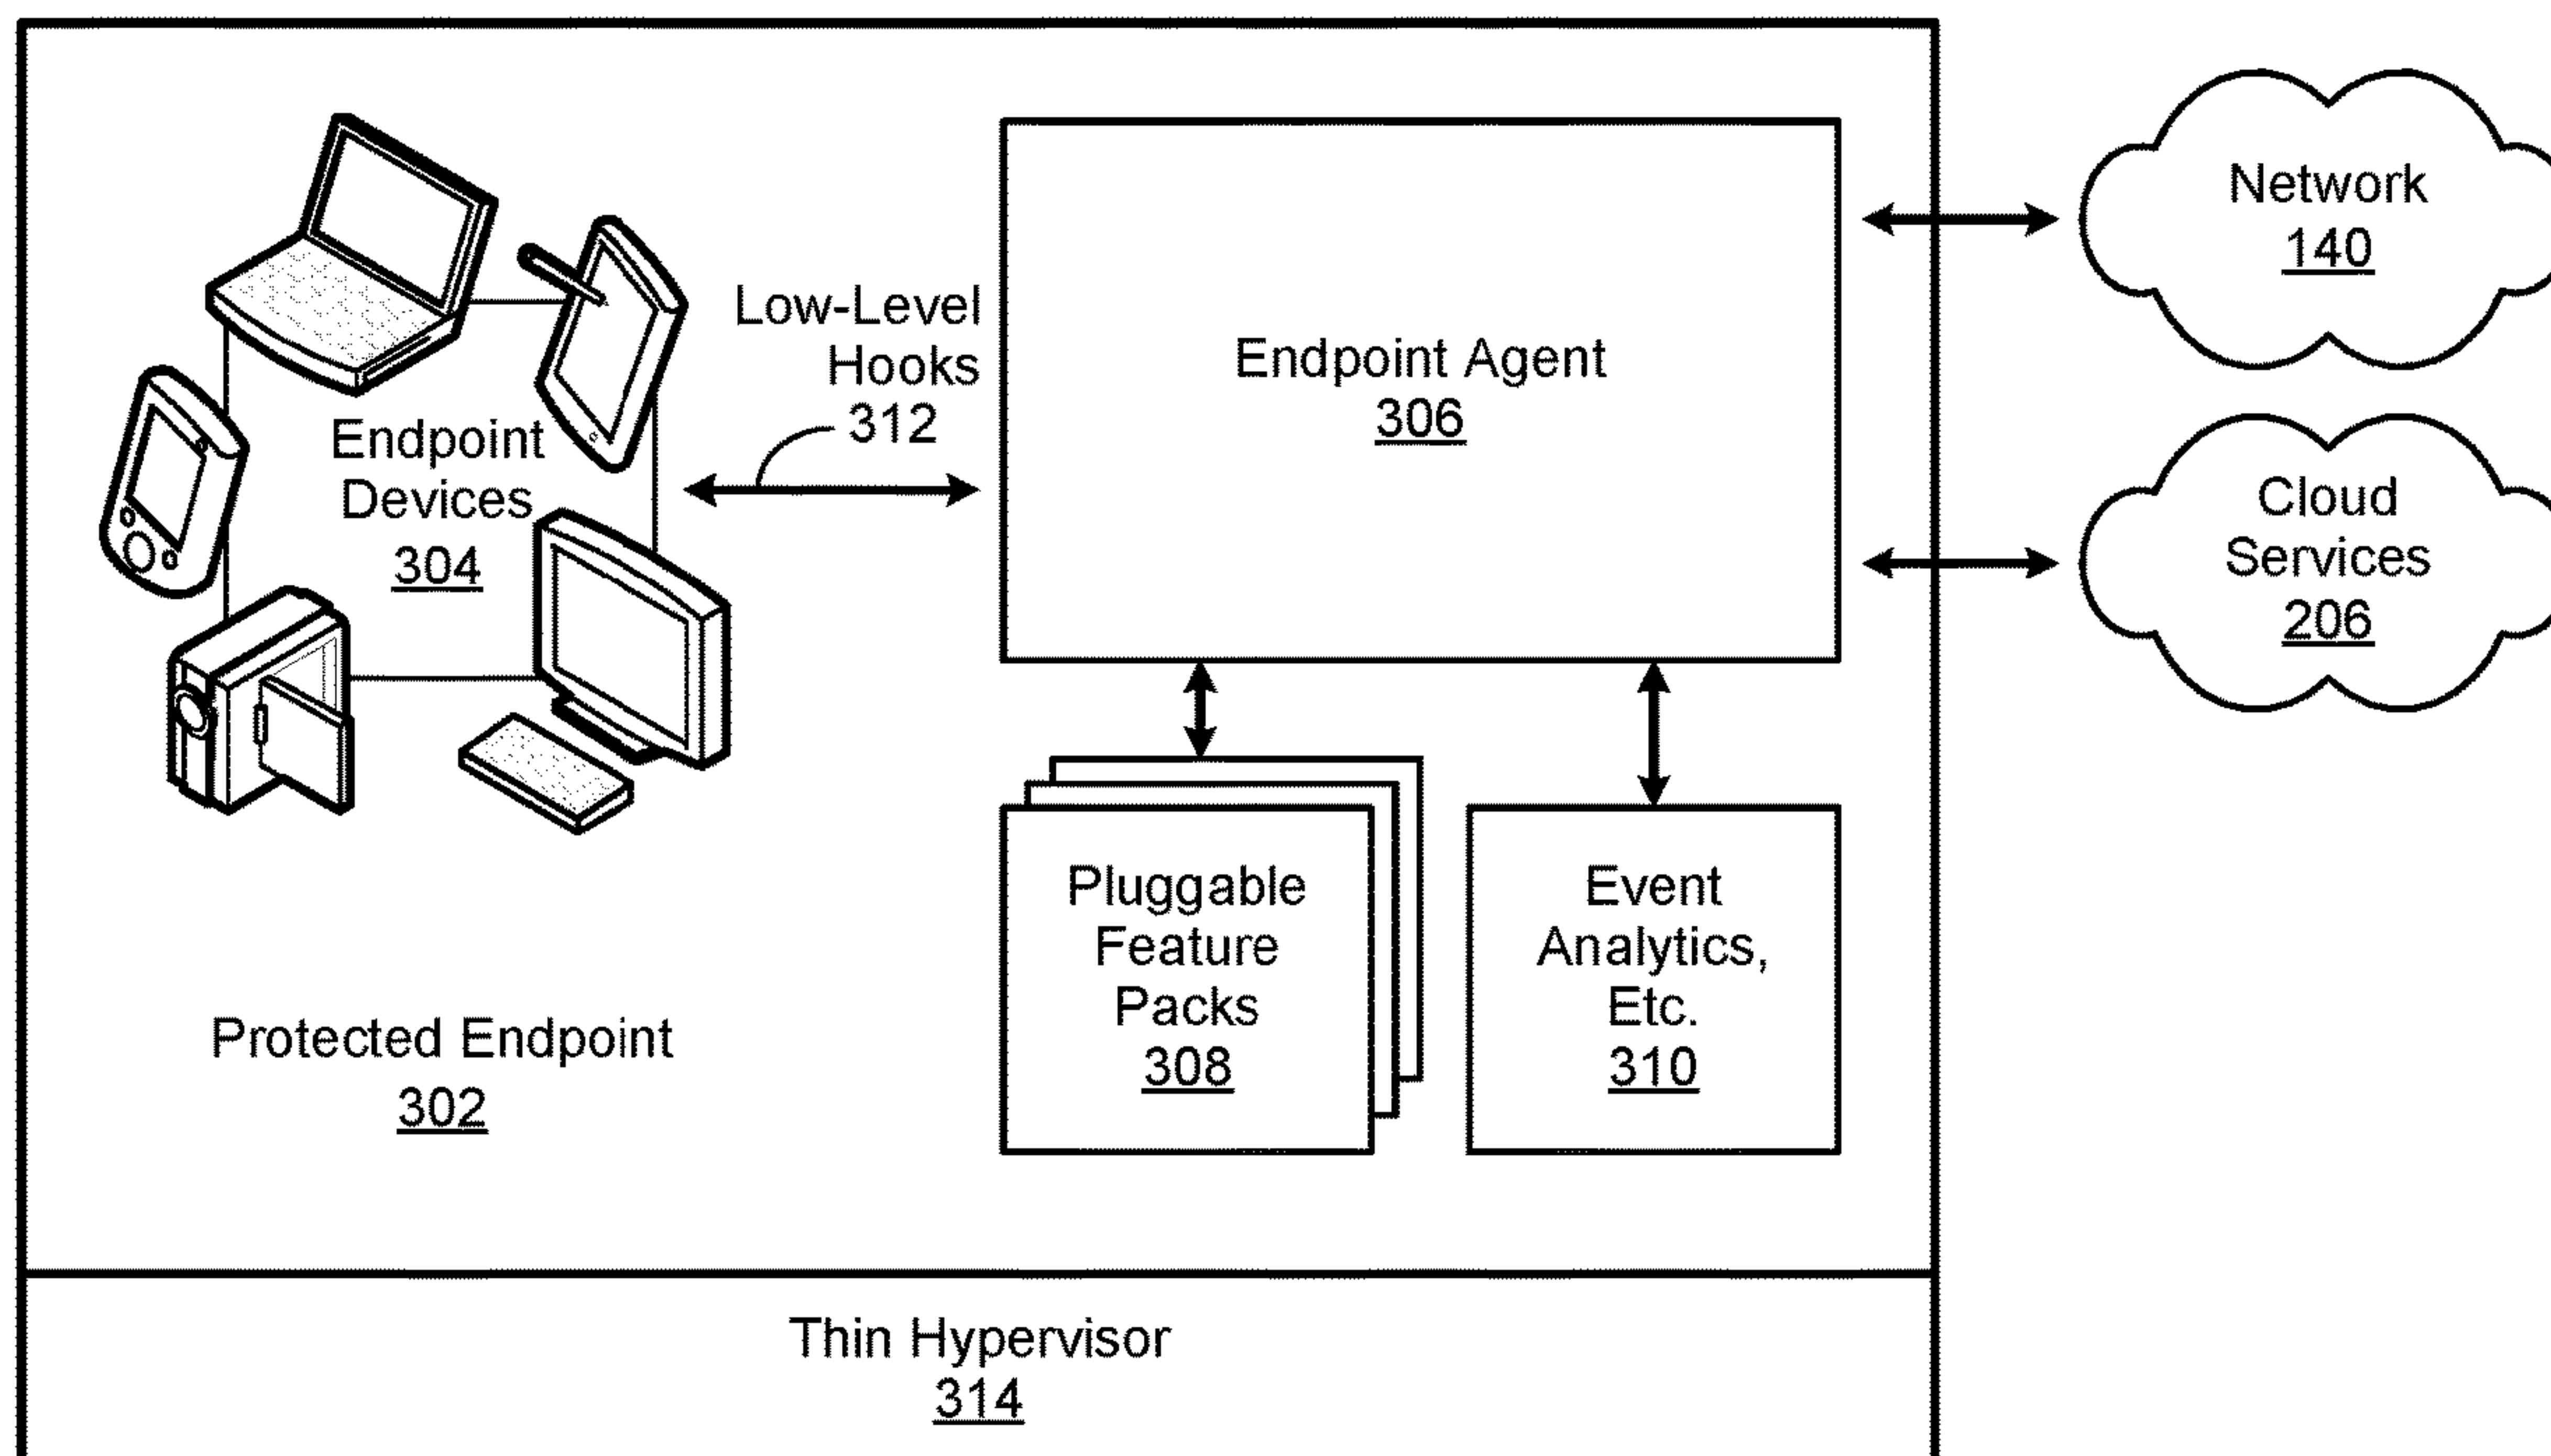 Low-Level
Hooks
312
Endpoint
Devices
304
Endpoint Agent
306
Network
140
Cloud
Services
206
Pluggable
Feature
Packs
308
Event
Analytics,
Etc.
310
Protected Endpoint
302
Thin Hypervisor
314